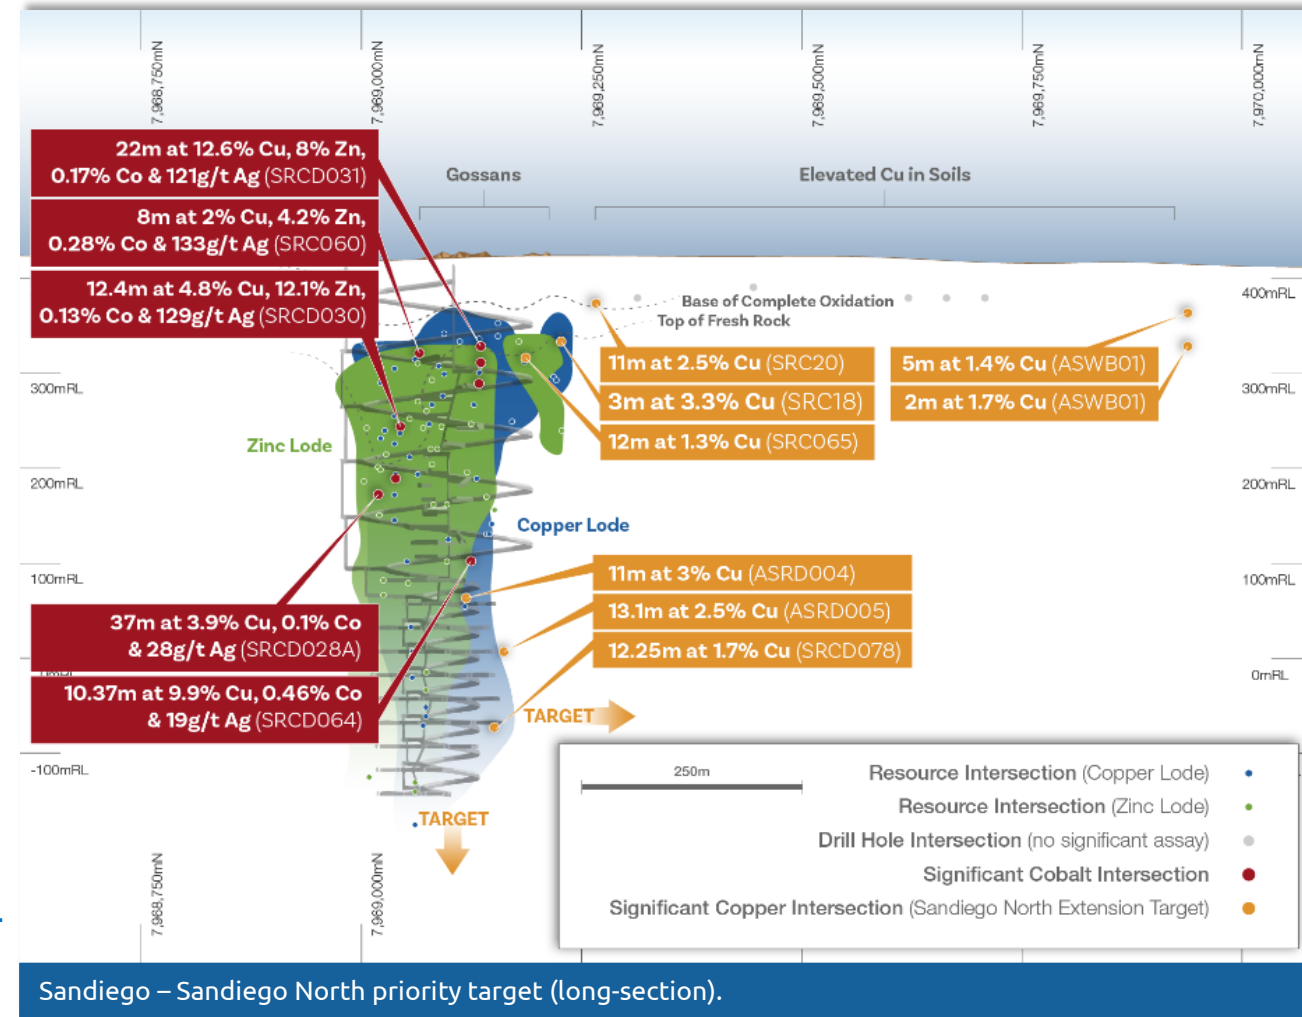 7,968,750mN
7,969,000mN
7,969,250mN
7,969,500mN
7,969,750mN
7,970,000mN
22m at 12.6% Cu, 8% Zn,
0.17% Co & 121g/t Ag (SRCD031)
8m at 2% Cu, 4.2% Zn,
0.28% Co & 133g/t Ag (SRC060)
12.4m at 4.8% Cu, 12.1% Zn,
0.13% Co & 129g/t Ag (SRCD030)
Gossans
Elevated Cu in Soils
400mRL
Base of Complete Oxidation
Top of Fresh Rock
11m at 2.5% Cu (SRC20)
3m at 3.3% Cu (SRC18)
12m at 1.3% Cu (SRC065)
5m at 1.4% Cu (ASWB01)
2m at 1.7% Cu (ASWB01)
300mRL
300mRL
Zinc Lode
200mRL
200mRL
Copper Lode
100mRL
100mRL
11m at 3% Cu (ASRD004)
13.1m at 2.5% Cu (ASRD005)
12.25m at 1.7% Cu (SRCD078)
37m at 3.9% Cu, 0.1% Co
& 28g/t Ag (SRCD028A)
0mRL
0mRL
10.37m at 9.9% Cu, 0.46% Co
& 19g/t Ag (SRCD064)
TARGET
-100mRL
TARGET
250m
Resource Intersection (Copper Lode)
Resource Intersection (Zinc Lode)
Drill Hole Intersection (no significant assay)
Significant Cobalt Intersection
Significant Copper Intersection (Sandiego North Extension Target)
7,968,750mN
7,969,000mN
Sandiego – Sandiego North priority target (long-section).